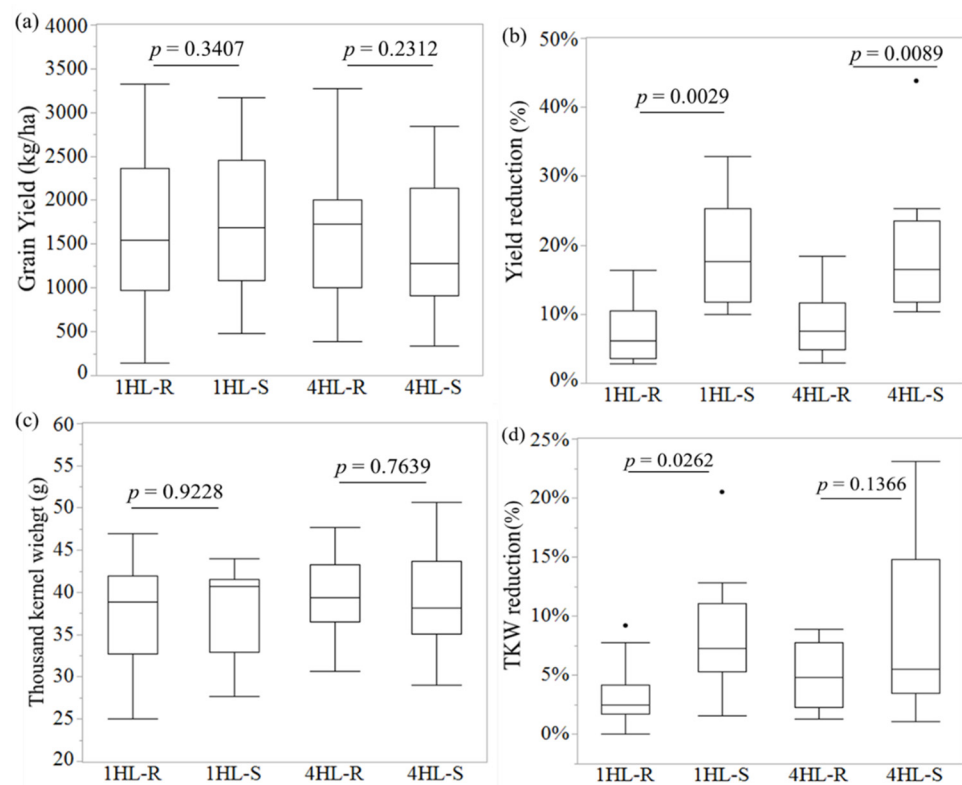 (a)
Grain Yield (kg/ha)
4000
3500
3000
2500
2000
1500
1000
500
0
p = 0.3407
p = 0.2312
1HL-R 1HL-S 4HL-R 4HL-S
(b)
Yield reduction (%)
50%
40%
30%
20%
10%
0%
p = 0.0029
p = 0.0089
1HL-R 1HL-S 4HL-R 4HL-S
(c)
Thousand kernel wiehgt (g)
60
55
50
45
40
35
30
25
20
p = 0.9228
p = 0.7639
1HL-R 1HL-S 4HL-R 4HL-S
(d)
TKW reduction(%)
25%
20%
15%
10%
5%
0%
p = 0.0262
p = 0.1366
1HL-R 1HL-S 4HL-R 4HL-S